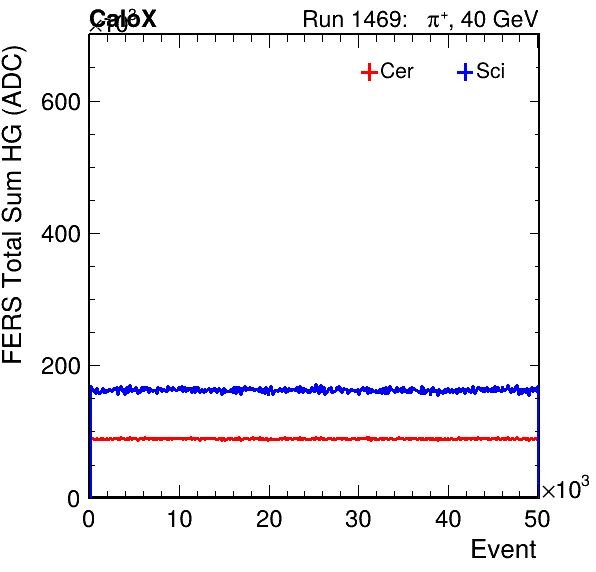 CaloX ×10³ Run 1469: π⁺, 40 GeV
Cer Sci
FERS Total Sum HG (ADC)
600
400
200
0
0 10 20 30 40 50 ×10³
Event